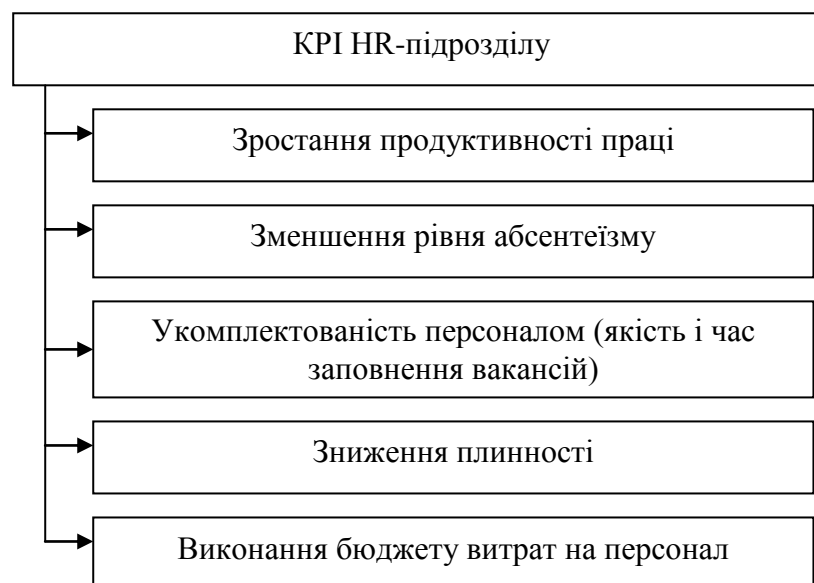 КРІ HR-підрозділу
Зростання продуктивності праці
Зменшення рівня абсентеїзму
Укомплектованість персоналом (якість і час
заповнення вакансій)
Зниження плинності
Виконання бюджету витрат на персонал